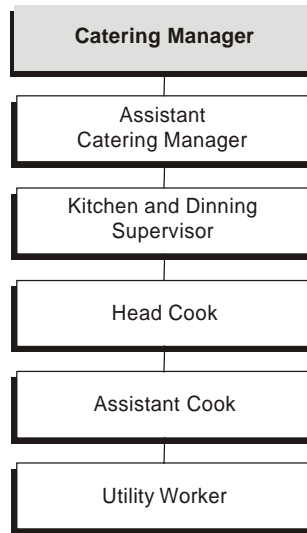 Catering Manager
Assistant
Catering Manager
Kitchen and Dinning
Supervisor
Head Cook
Assistant Cook
Utility Worker